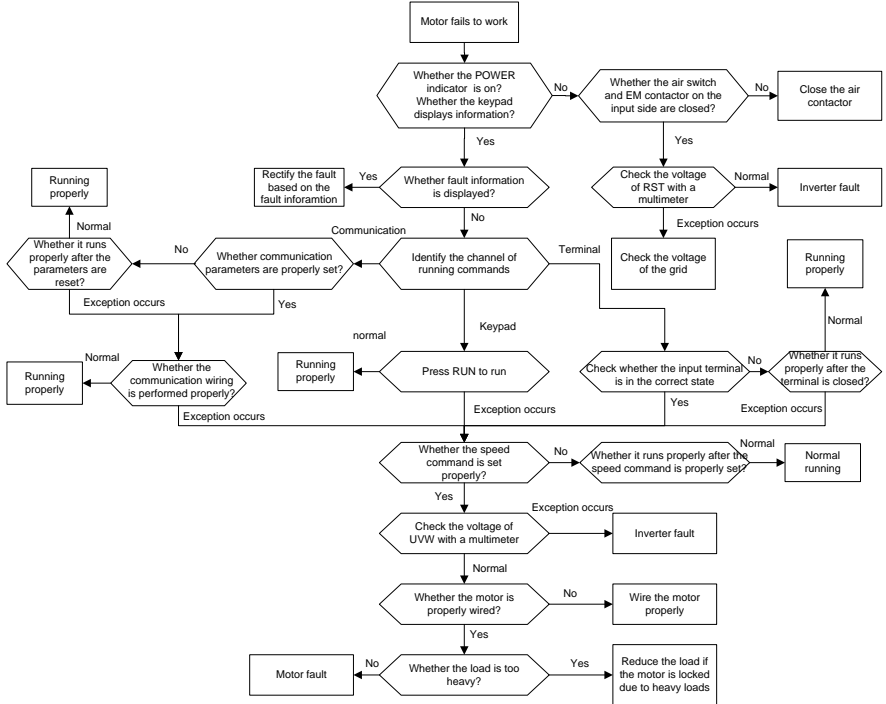 Motor fails to work
Whether the POWER
indicator is on?
Whether the keypad
displays information?
No
Whether the air switch
and EM contactor on the
input side are closed?
No
Close the air
contactor
Yes
Yes
Rectify the fault
based on the
fault inforamtion
Yes
Whether fault information
is displayed?
Check the voltage
of RST with a
multimeter
Normal
Inverter fault
Running
properly
Normal
No
Exception occurs
Communication
Terminal
Whether it runs
properly after the
parameters are
reset?
No
Whether communication
parameters are properly set?
Identify the channel of
running commands
Check the voltage
of the grid
Running
properly
Exception occurs
Yes
Keypad
Normal
normal
Running
properly
Normal
Whether the
communication wiring
is performed properly?
Running
properly
Press RUN to run
Check whether the input terminal
is in the correct state
No
Whether it runs
properly after the
terminal is closed?
Exception occurs
Exception occurs
Yes
Exception occurs
Whether the speed
command is set
properly?
No
Whether it runs properly after the
speed command is properly set?
Normal
Normal
running
Yes
Exception occurs
Check the voltage of
UVW with a multimeter
Inverter fault
Normal
Whether the motor is
properly wired?
No
Wire the motor
properly
Yes
Motor fault
No
Whether the load is too
heavy?
Yes
Reduce the load if
the motor is locked
due to heavy loads